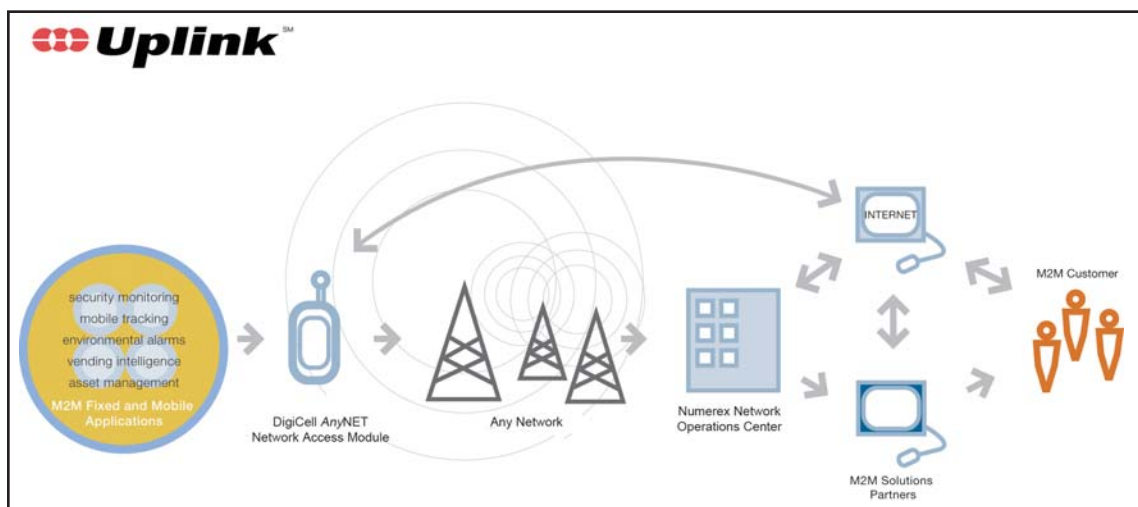 Uplink SM
security monitoring
mobile tracking
environmental alarms
vending intelligence
asset management
M2M Fixed and Mobile
Applications
DigiCell AnyNET
Network Access Module
Any Network
Numerex Network
Operations Center
INTERNET
M2M Solutions
Partners
M2M Customer